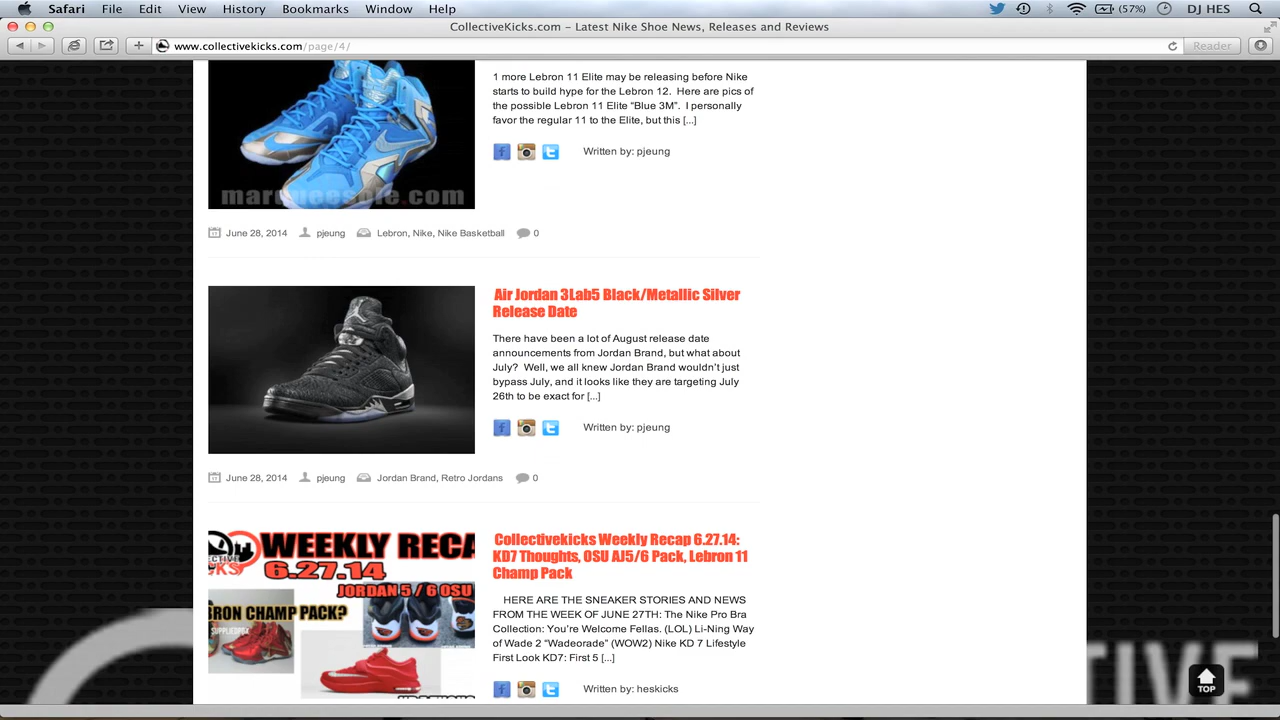 Safari File Edit View History Bookmarks Window Help (57%) DJ HES
CollectiveKicks.com – Latest Nike Shoe News, Releases and Reviews
www.collectivekicks.com/page/4/ Reader
1 more Lebron 11 Elite may be releasing before Nike
starts to build hype for the Lebron 12. Here are pics of
the possible Lebron 11 Elite “Blue 3M”. I personally
favor the regular 11 to the Elite, but this [...]
Written by: pjeung
marqueesole.com
June 28, 2014 pjeung Lebron, Nike, Nike Basketball 0
Air Jordan 3Lab5 Black/Metallic Silver
Release Date
There have been a lot of August release date
announcements from Jordan Brand, but what about
July? Well, we all knew Jordan Brand wouldn’t just
bypass July, and it looks like they are targeting July
26th to be exact for [...]
Written by: pjeung
June 28, 2014 pjeung Jordan Brand, Retro Jordans 0
WEEKLY RECA
6.27.14
JORDAN 5 / 6 OSU
RON CHAMP PACK?
Collectivekicks Weekly Recap 6.27.14:
KD7 Thoughts, OSU AJ5/6 Pack, Lebron 11
Champ Pack
HERE ARE THE SNEAKER STORIES AND NEWS
FROM THE WEEK OF JUNE 27TH: The Nike Pro Bra
Collection: You’re Welcome Fellas. (LOL) Li-Ning Way
of Wade 2 “Wadeorade” (WOW2) Nike KD 7 Lifestyle
First Look KD7: First 5 [...]
Written by: heskicks
TOP